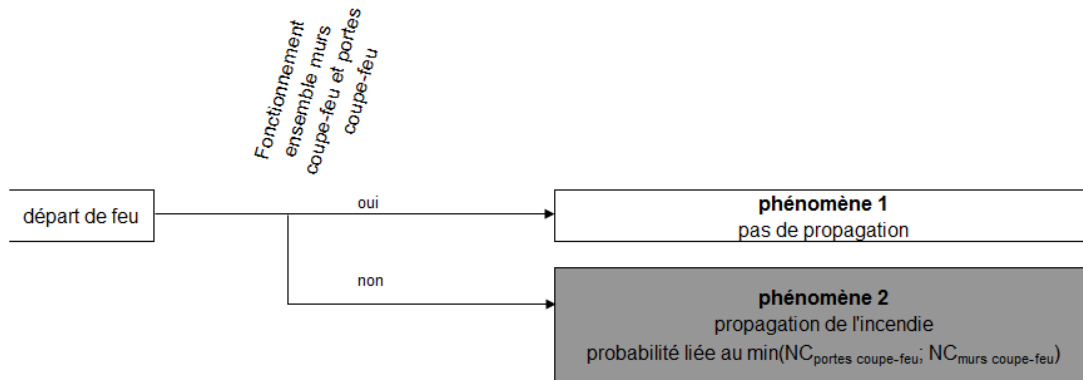 Fonctionnement
ensemble murs
coupe-feu et portes
coupe-feu
départ de feu
oui
phénomène 1
pas de propagation
non
phénomène 2
propagation de l'incendie
probabilité liée au min(NCportes coupe-feu; NCmurs coupe-feu)